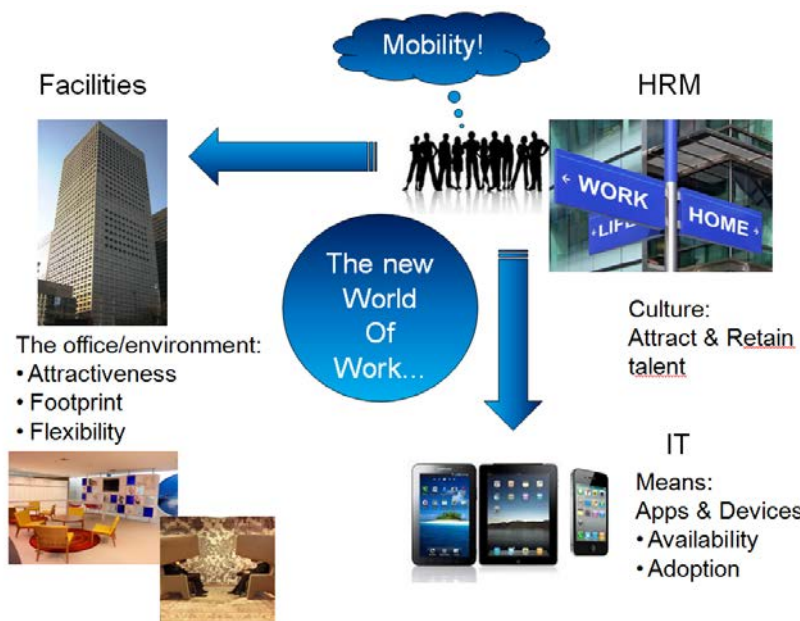 Mobility!
Facilities
HRM
← WORK
HOME →
← LIFE
The new
World
Of
Work...
The office/environment:
• Attractiveness
• Footprint
• Flexibility
Culture:
Attract & Retain
talent
IT
Means:
Apps & Devices
• Availability
• Adoption